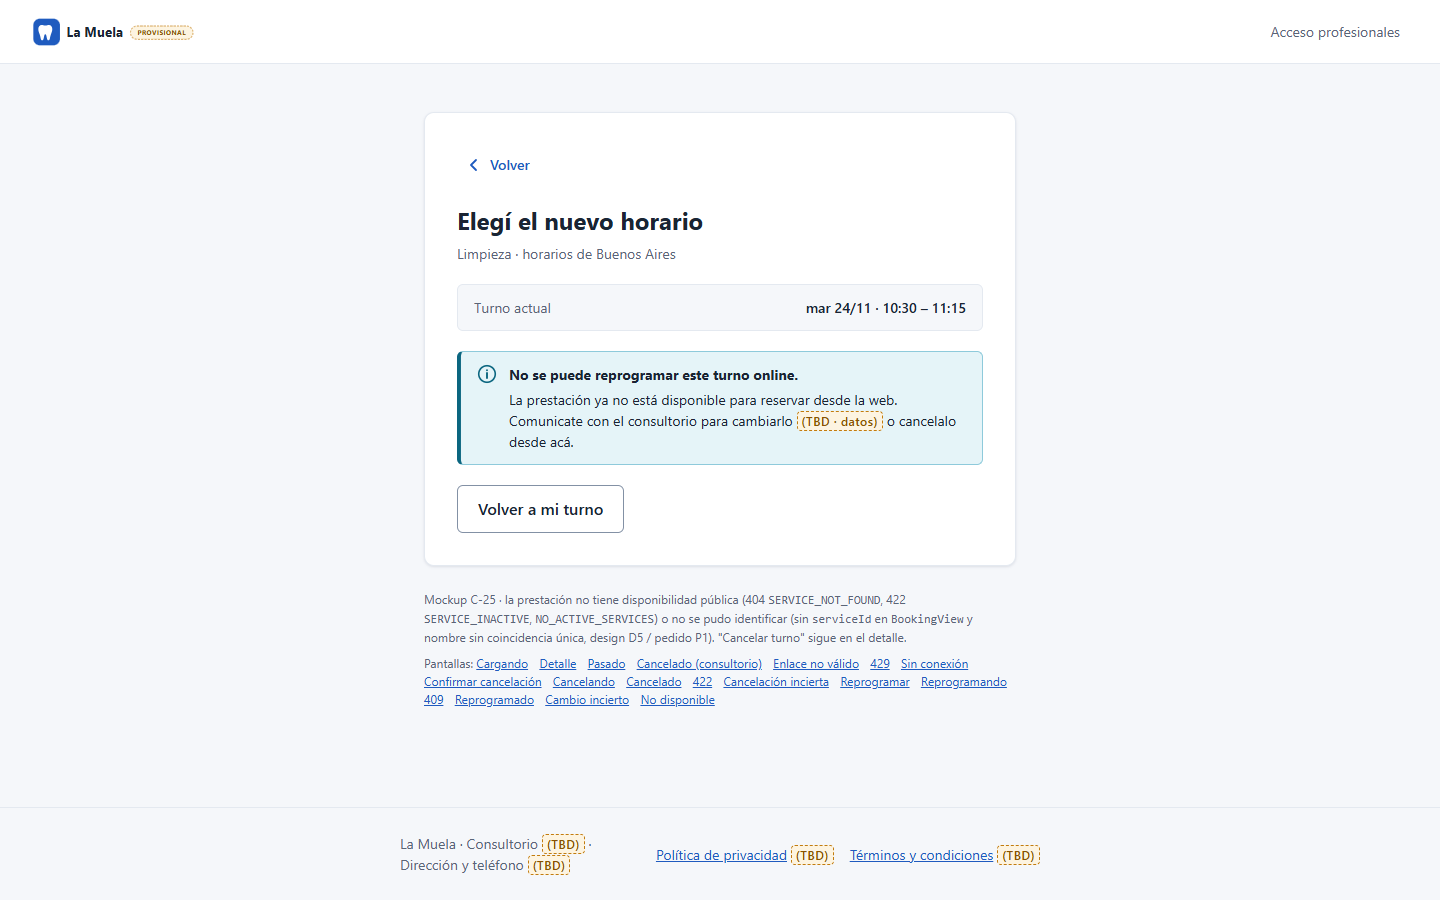 La Muela PROVISIONAL
Acceso profesionales
Volver
Elegí el nuevo horario
Limpieza · horarios de Buenos Aires
Turno actual mar 24/11 · 10:30 – 11:15
No se puede reprogramar este turno online.
La prestación ya no está disponible para reservar desde la web.
Comunicate con el consultorio para cambiarlo (TBD · datos) o cancelalo
desde acá.
Volver a mi turno
Mockup C-25 · la prestación no tiene disponibilidad pública (404 SERVICE_NOT_FOUND, 422
SERVICE_INACTIVE, NO_ACTIVE_SERVICES) o no se pudo identificar (sin serviceId en BookingView y
nombre sin coincidencia única, design D5 / pedido P1). "Cancelar turno" sigue en el detalle.
Pantallas: Cargando Detalle Pasado Cancelado (consultorio) Enlace no válido 429 Sin conexión
Confirmar cancelación Cancelando Cancelado 422 Cancelación incierta Reprogramar Reprogramando
409 Reprogramado Cambio incierto No disponible
La Muela · Consultorio (TBD) ·
Dirección y teléfono (TBD)
Política de privacidad (TBD) Términos y condiciones (TBD)